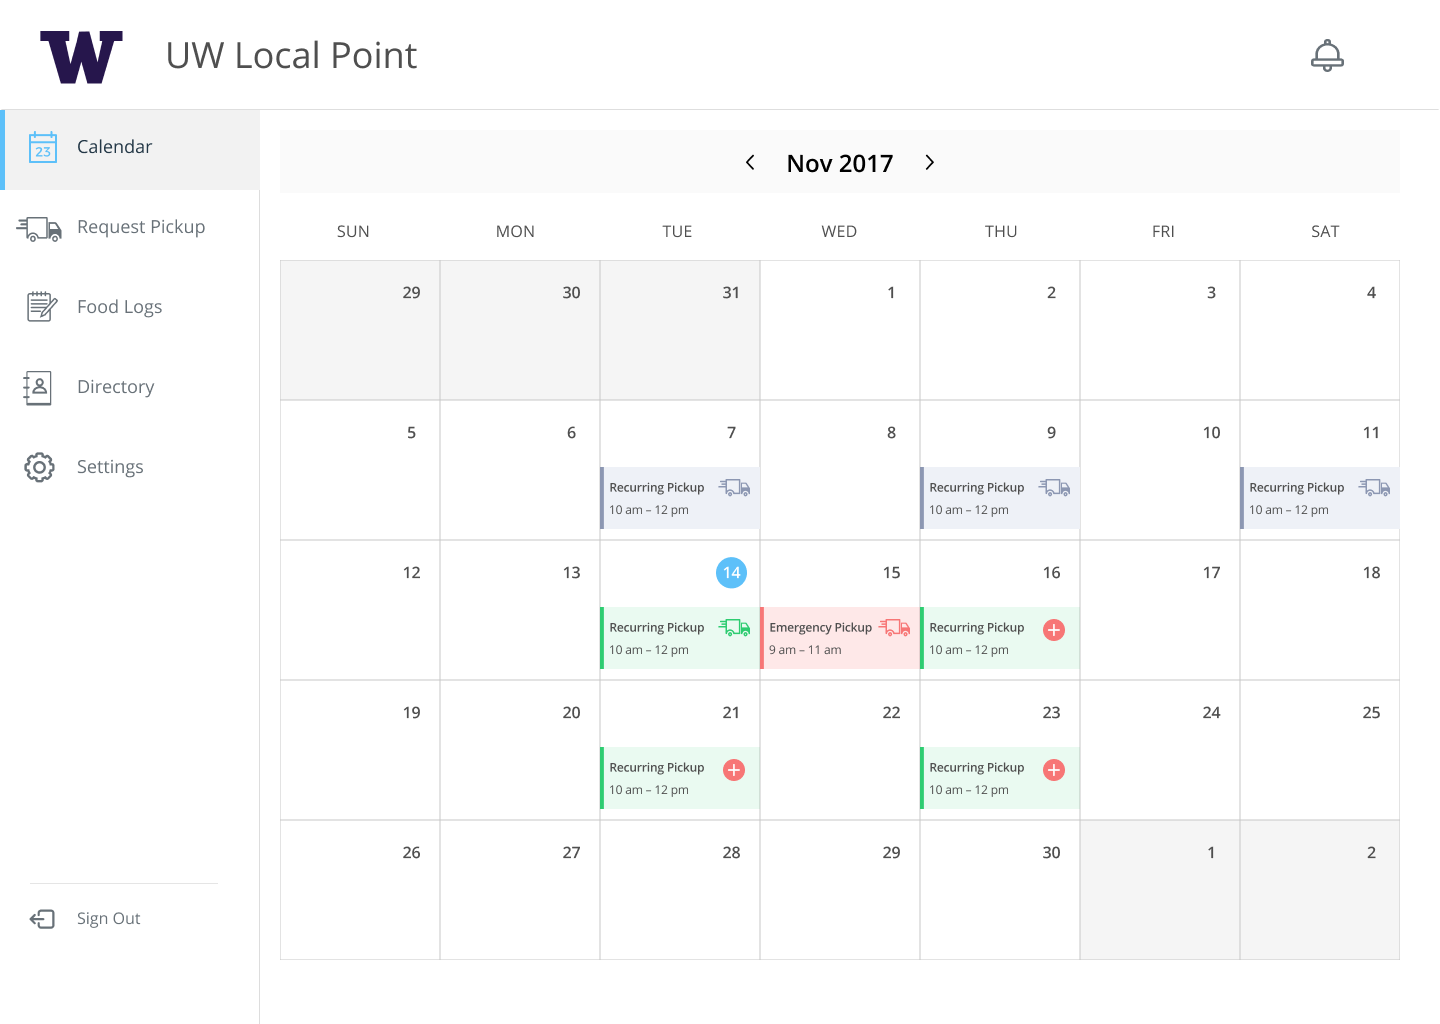 W
UW Local Point
23
Calendar
Request Pickup
Food Logs
Directory
Settings
Sign Out
Nov 2017
SUN MON TUE WED THU FRI SAT
29 30 31 1 2 3 4
5 6 7 8 9 10 11
Recurring Pickup Recurring Pickup Recurring Pickup
10 am – 12 pm 10 am – 12 pm 10 am – 12 pm
12 13 14 15 16 17 18
Recurring Pickup Emergency Pickup Recurring Pickup
10 am – 12 pm 9 am – 11 am 10 am – 12 pm
19 20 21 22 23 24 25
Recurring Pickup Recurring Pickup
10 am – 12 pm 10 am – 12 pm
26 27 28 29 30 1 2